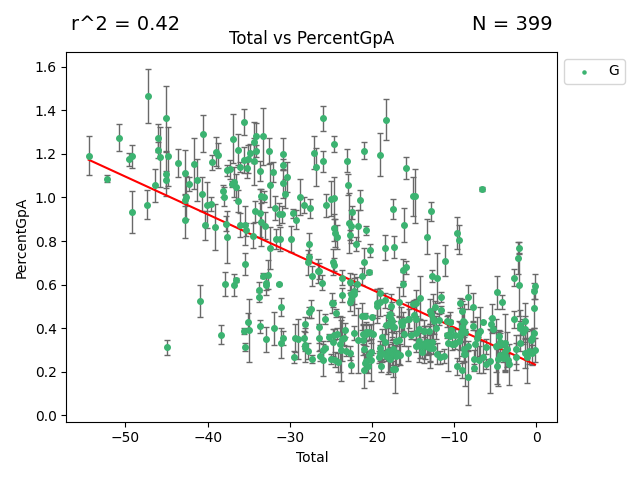 r^2 = 0.42
N = 399
Total vs PercentGpA
G
PercentGpA
1.6
1.4
1.2
1.0
0.8
0.6
0.4
0.2
0.0
−50
−40
−30
−20
−10
0
Total